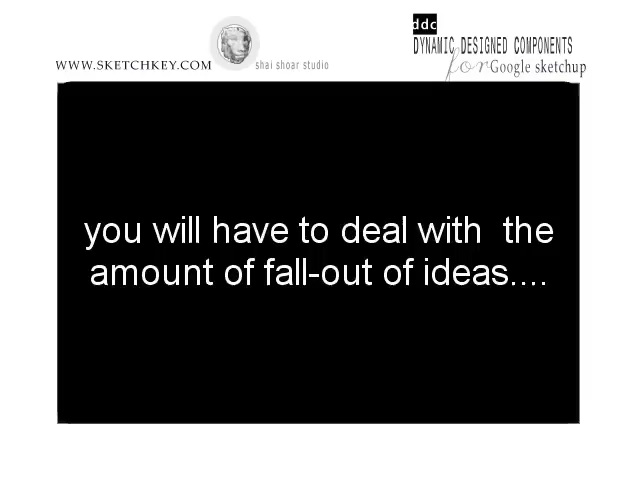 ddc
DYNAMIC DESIGNED COMPONENTS
WWW.SKETCHKEY.COM
shai shoar studio
for Google sketchup
you will have to deal with  the
amount of fall-out of ideas....